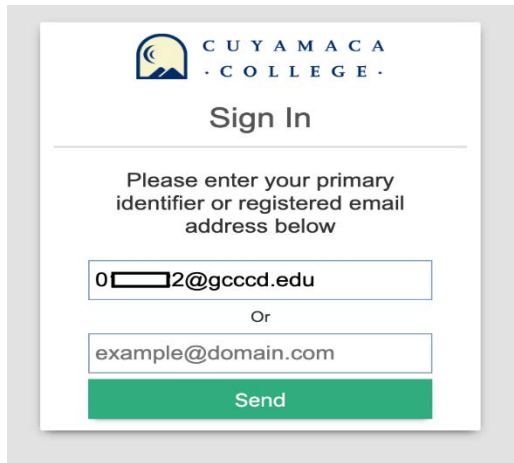 CUYAMACA
·COLLEGE·
Sign In
Please enter your primary
identifier or registered email
address below
0 2@gcccd.edu
Or
example@domain.com
Send